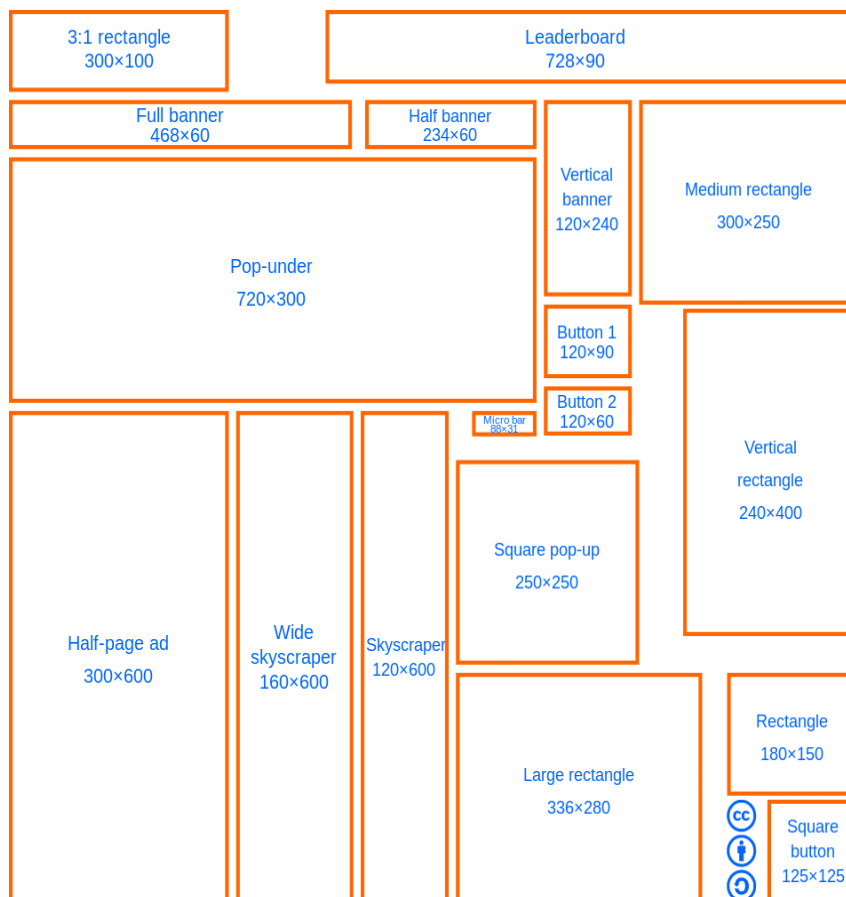 3:1 rectangle
300×100
Leaderboard
728×90
Full banner
468×60
Half banner
234×60
Vertical
banner
120×240
Medium rectangle
300×250
Pop-under
720×300
Button 1
120×90
Button 2
120×60
Micro bar
88×31
Vertical
rectangle
240×400
Square pop-up
250×250
Half-page ad
300×600
Wide
skyscraper
160×600
Skyscraper
120×600
Large rectangle
336×280
Rectangle
180×150
cc
Square
button
125×125